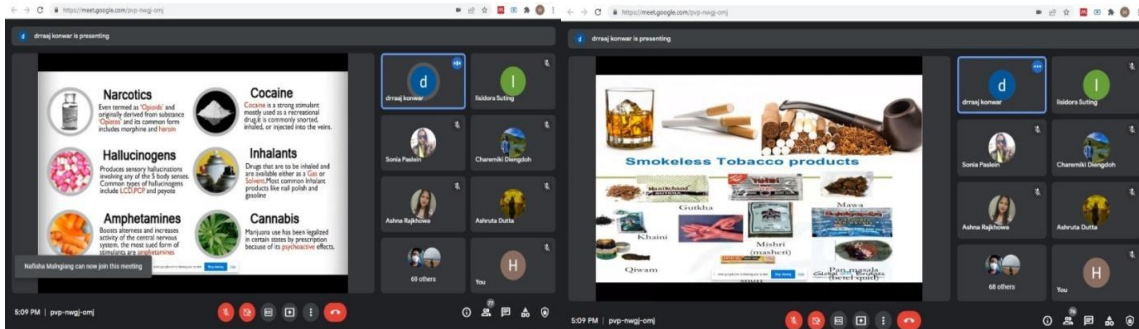 https://meet.google.com/pvp-nwgj-omj
d drraaj konwar is presenting
Narcotics
Even termed as 'Opioids' and
originally derived from substance
'Opiates' and its common form
includes morphine and heroin
Cocaine
Cocaine is a strong stimulant
mostly used as a recreational
drug.It is commonly snorted,
inhaled, or injected into the veins.
Hallucinogens
Produces sensory hallucinations
involving any of the 5 body senses.
Common types of hallucinogens
include LCD,PCP and peyote
Inhalants
Drugs that are to be inhaled and
are available either as a Gas or
Solvent.Most common Inhalant
products like nail polish and
gasoline
Amphetamines
Boosts alertness and increases
activity of the central nervous
system, the most used form of
stimulants are amphetamines
Cannabis
Marijuana use has been legalized
in certain states by prescription
because of its psychoactive effects.
Nafisha Malngiang can now join this meeting
d
drraaj konwar
I
Iisidora Suting
Sonia Paslein
Charemiki Diengdoh
Ashna Rajkhowa
Ashruta Dutta
69 others
H
You
5:09 PM | pvp-nwgj-omj
77
https://meet.google.com/pvp-nwgj-omj
d drraaj konwar is presenting
Smokeless Tobacco products
Gutkha
Mawa
Khaini
Mishri
(masheri)
Qiwam
Pan masala
(betel quid)
d
drraaj konwar
I
Iisidora Suting
Sonia Paslein
Charemiki Diengdoh
Ashna Rajkhowa
Ashruta Dutta
68 others
H
You
5:09 PM | pvp-nwgj-omj
76